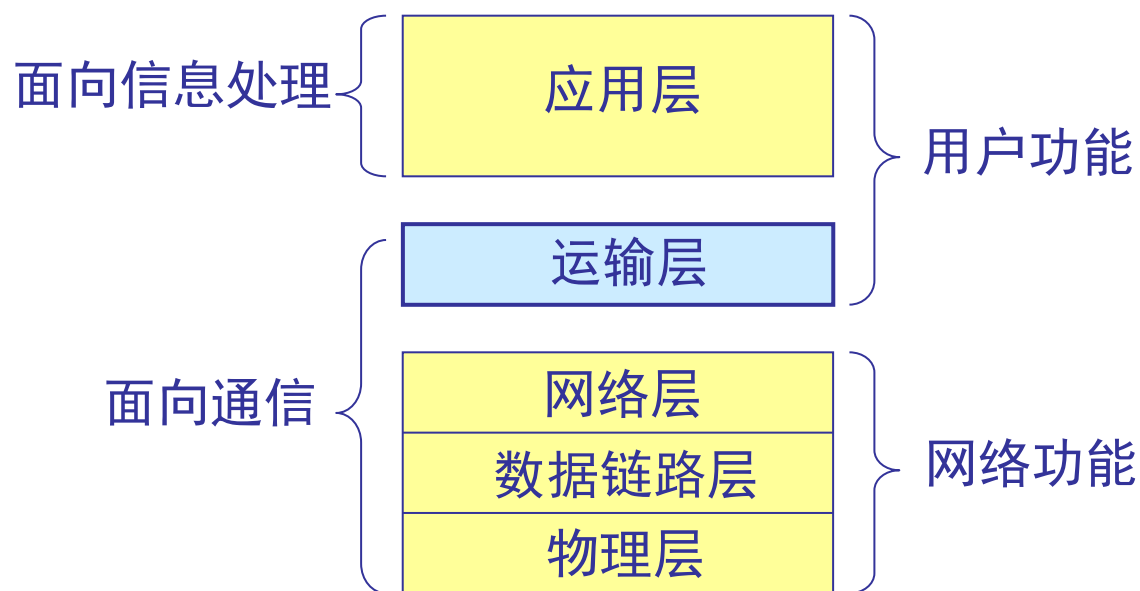 面向信息处理
应用层
用户功能
运输层
网络层
面向通信
数据链路层
网络功能
物理层